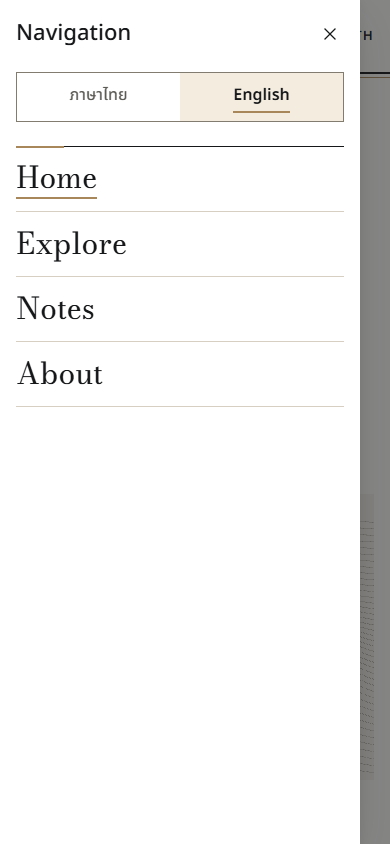 Navigation
ภาษาไทย
English
Home
Explore
Notes
About